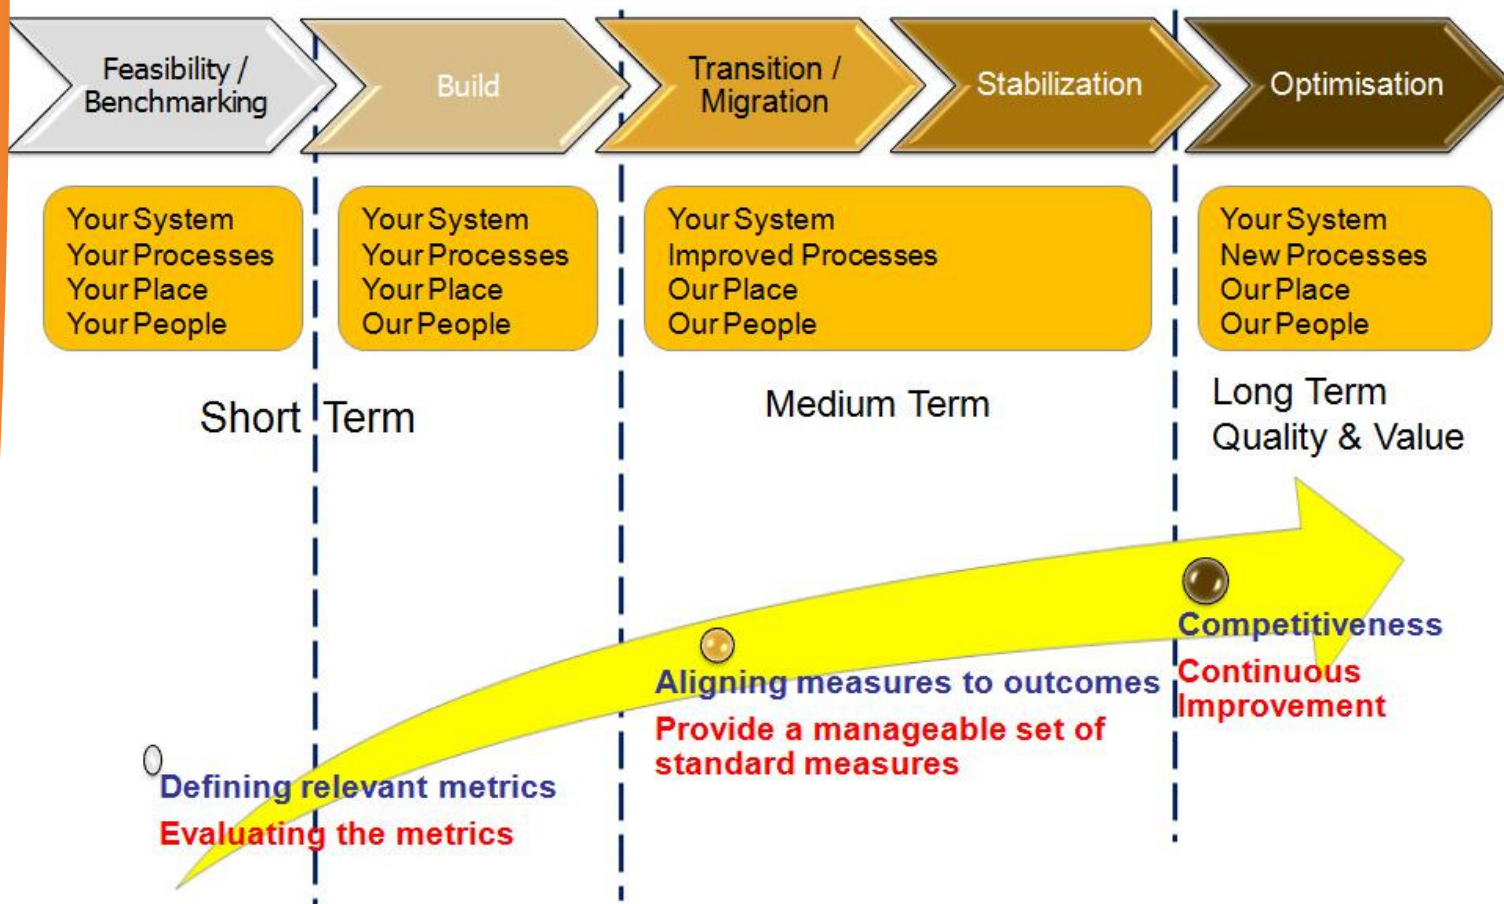 Feasibility /
Benchmarking
Build
Transition /
Migration
Stabilization
Optimisation
Your System
Your Processes
Your Place
Your People
Your System
Your Processes
Your Place
Our People
Your System
Improved Processes
Our Place
Our People
Your System
New Processes
Our Place
Our People
Short Term
Medium Term
Long Term
Quality & Value
Defining relevant metrics
Evaluating the metrics
Aligning measures to outcomes
Provide a manageable set of
standard measures
Competitiveness
Continuous
Improvement